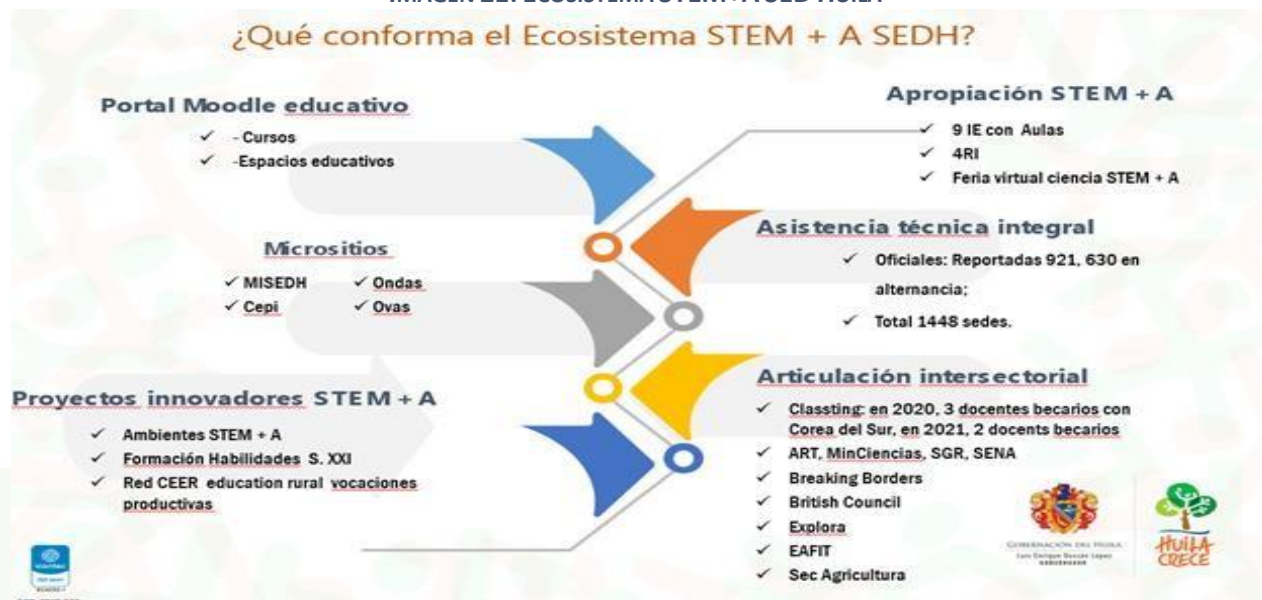 ¿Qué conforma el Ecosistema STEM + A SEDH?
Portal Moodle educativo
✓ - Cursos
✓ -Espacios educativos
Micrositios
✓ MISEDH ✓ Ondas
✓ Cepi ✓ Ovas
Proyectos innovadores STEM + A
✓ Ambientes STEM + A
✓ Formación Habilidades S. XXI
✓ Red CEER education rural vocaciones
productivas
Apropiación STEM + A
✓ 9 IE con Aulas
✓ 4RI
✓ Feria virtual ciencia STEM + A
Asistencia técnica integral
✓ Oficiales: Reportadas 921, 630 en
alternancia;
✓ Total 1448 sedes.
Articulación intersectorial
✓ Classting: en 2020, 3 docentes becarios con
Corea del Sur, en 2021, 2 docents becarios
✓ ART, MinCiencias, SGR, SENA
✓ Breaking Borders
✓ British Council
✓ Explora
✓ EAFIT
✓ Sec Agricultura
GOBERNACIÓN DEL HUILA
HUILA
CRECE